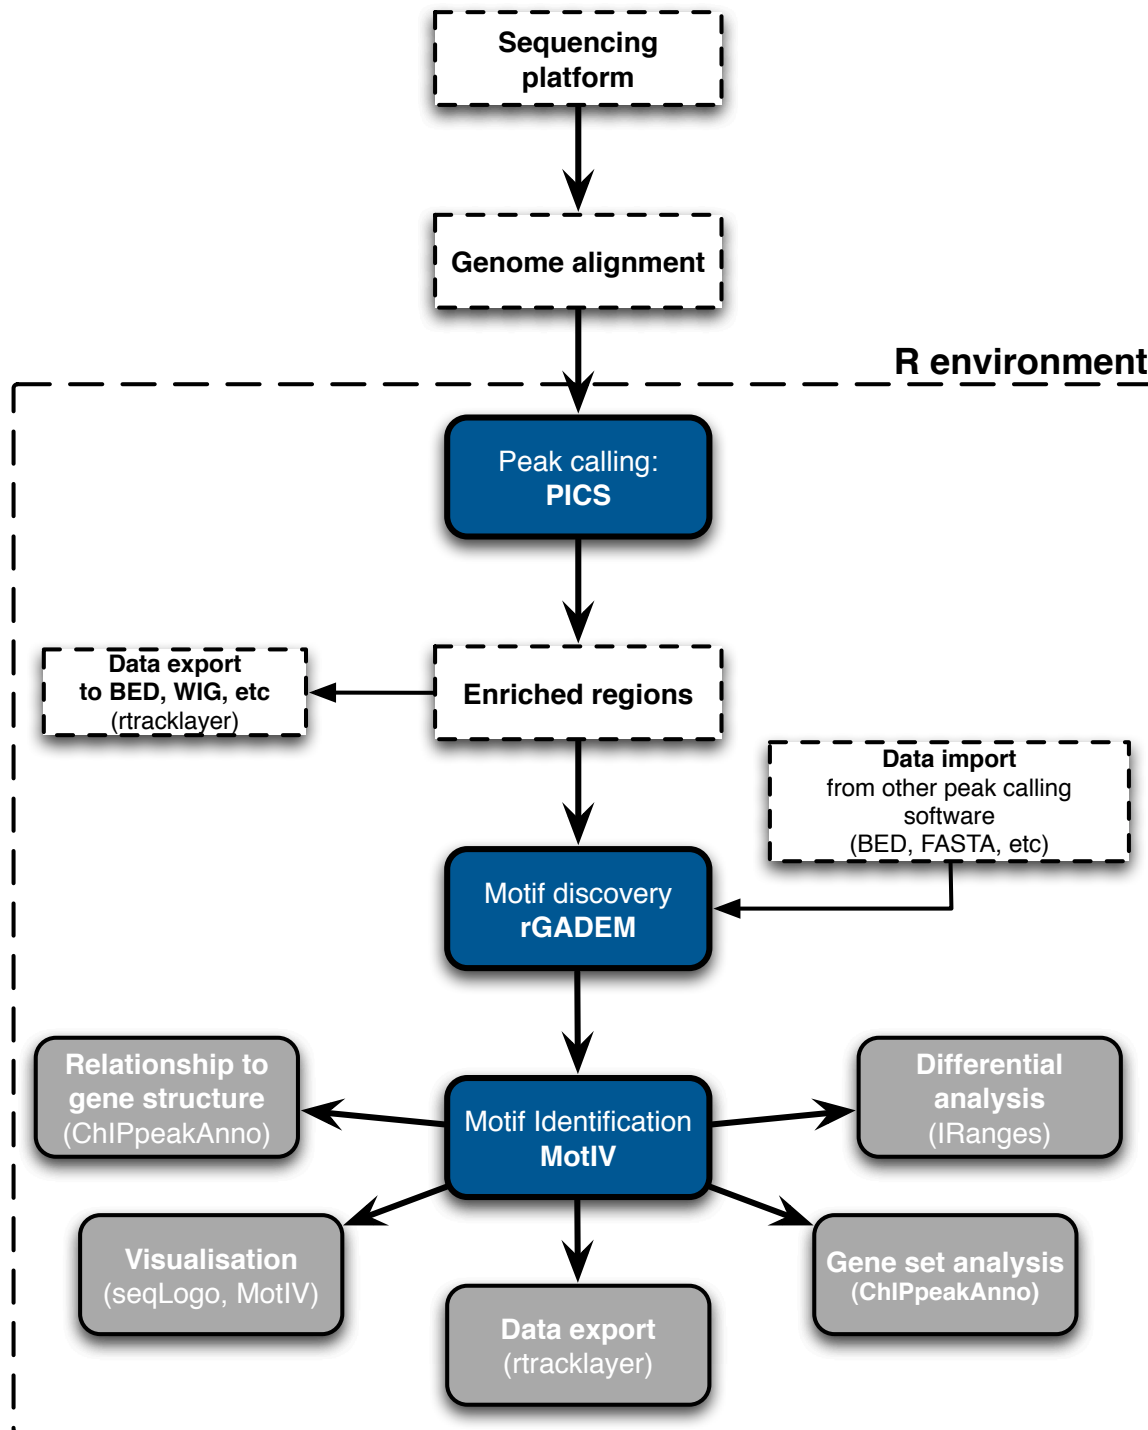 Sequencing
platform
Genome alignment
R environment
Peak calling:
PICS
Data export
to BED, WIG, etc
(rtracklayer)
Enriched regions
Data import
from other peak calling
software
(BED, FASTA, etc)
Motif discovery
rGADEM
Relationship to
gene structure
(ChIPpeakAnno)
Motif Identification
MotIV
Differential
analysis
(IRanges)
Visualisation
(seqLogo, MotIV)
Data export
(rtracklayer)
Gene set analysis
(ChIPpeakAnno)